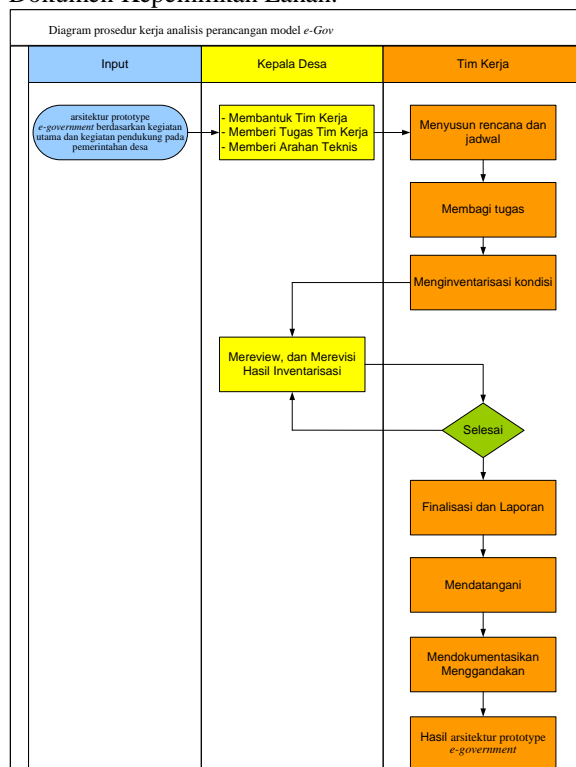 Dokumen Kepemilikan Lahan.
Diagram prosedur kerja analisis perancangan model e-Gov
Input
Kepala Desa
Tim Kerja
arsitektur prototype
e-government berdasarkan kegiatan
utama dan kegiatan pendukung pada
pemerintahan desa
- Membantuk Tim Kerja
- Memberi Tugas Tim Kerja
- Memberi Arahan Teknis
Menyusun rencana dan
jadwal
Membagi tugas
Menginventarisasi kondisi
Mereview, dan Merevisi
Hasil Inventarisasi
Selesai
Finalisasi dan Laporan
Mendatangani
Mendokumentasikan
Menggandakan
Hasil arsitektur prototype
e-government